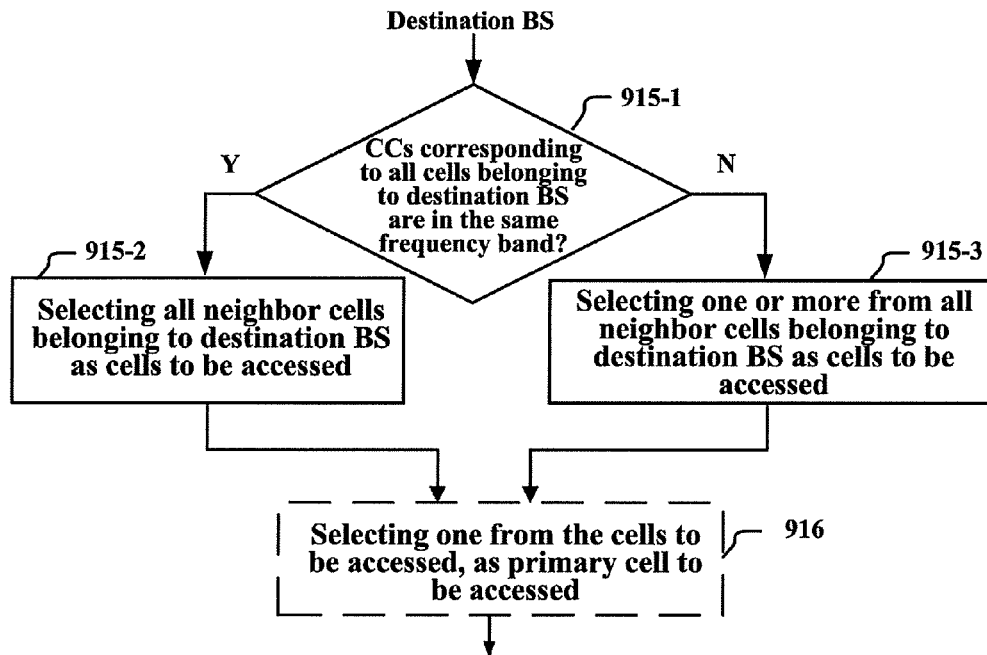 Destination BS
915-1
CCs corresponding
to all cells belonging
to destination BS
are in the same
frequency band?
Y
N
915-2
915-3
Selecting all neighbor cells
belonging to destination BS
as cells to be accessed
Selecting one or more from all
neighbor cells belonging to
destination BS as cells to be
accessed
Selecting one from the cells to
be accessed, as primary cell to
be accessed
916